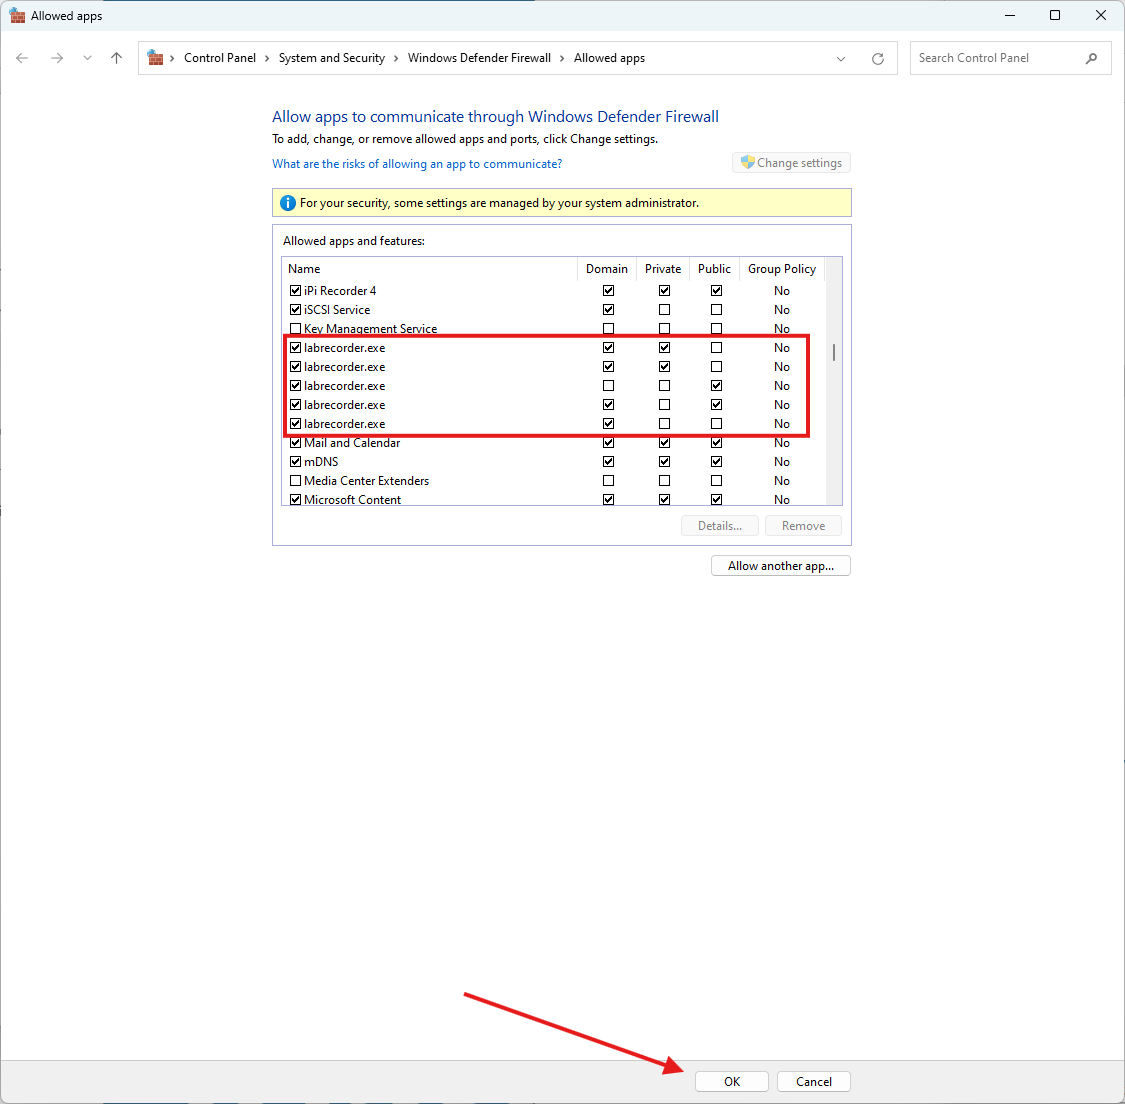 Allowed apps
Control Panel > System and Security > Windows Defender Firewall > Allowed apps
Search Control Panel
Allow apps to communicate through Windows Defender Firewall
To add, change, or remove allowed apps and ports, click Change settings.
What are the risks of allowing an app to communicate?
Change settings
For your security, some settings are managed by your system administrator.
Allowed apps and features:
Name Domain Private Public Group Policy
iPi Recorder 4 No
iSCSI Service No
Key Management Service No
labrecorder.exe No
labrecorder.exe No
labrecorder.exe No
labrecorder.exe No
labrecorder.exe No
Mail and Calendar No
mDNS No
Media Center Extenders No
Microsoft Content No
Details... Remove
Allow another app...
OK Cancel